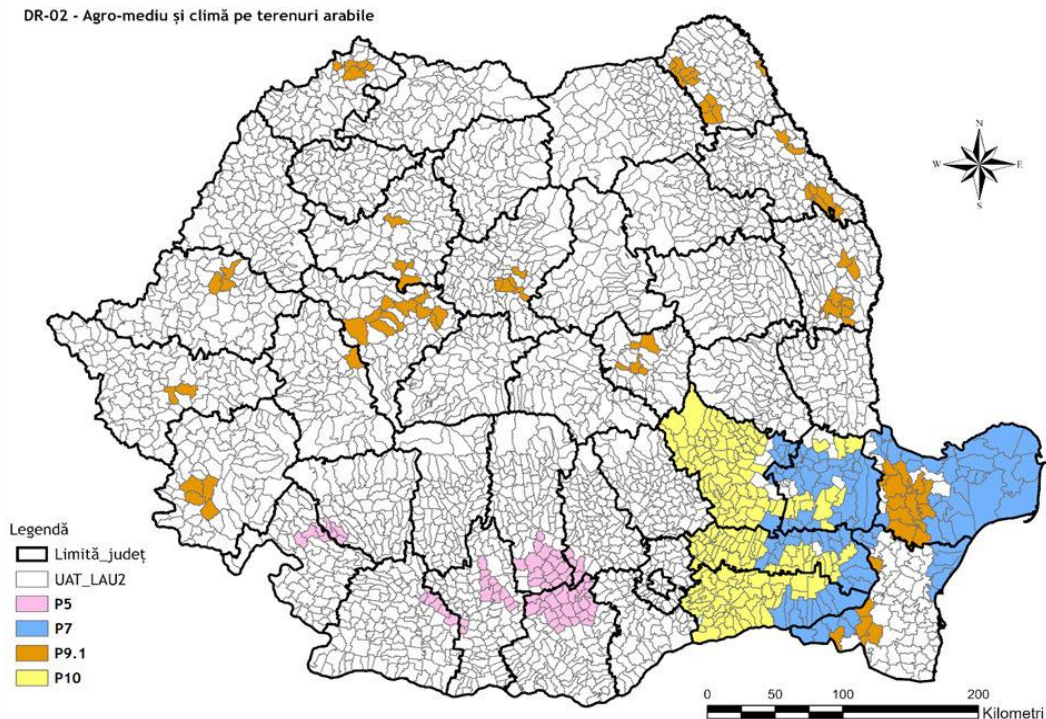 DR-02 - Agro-mediu și climă pe terenuri arabile
N
W E
S
Legendă
Limită_județ
UAT_LAU2
P5
P7
P9.1
P10
0 50 100 200
Kilometri